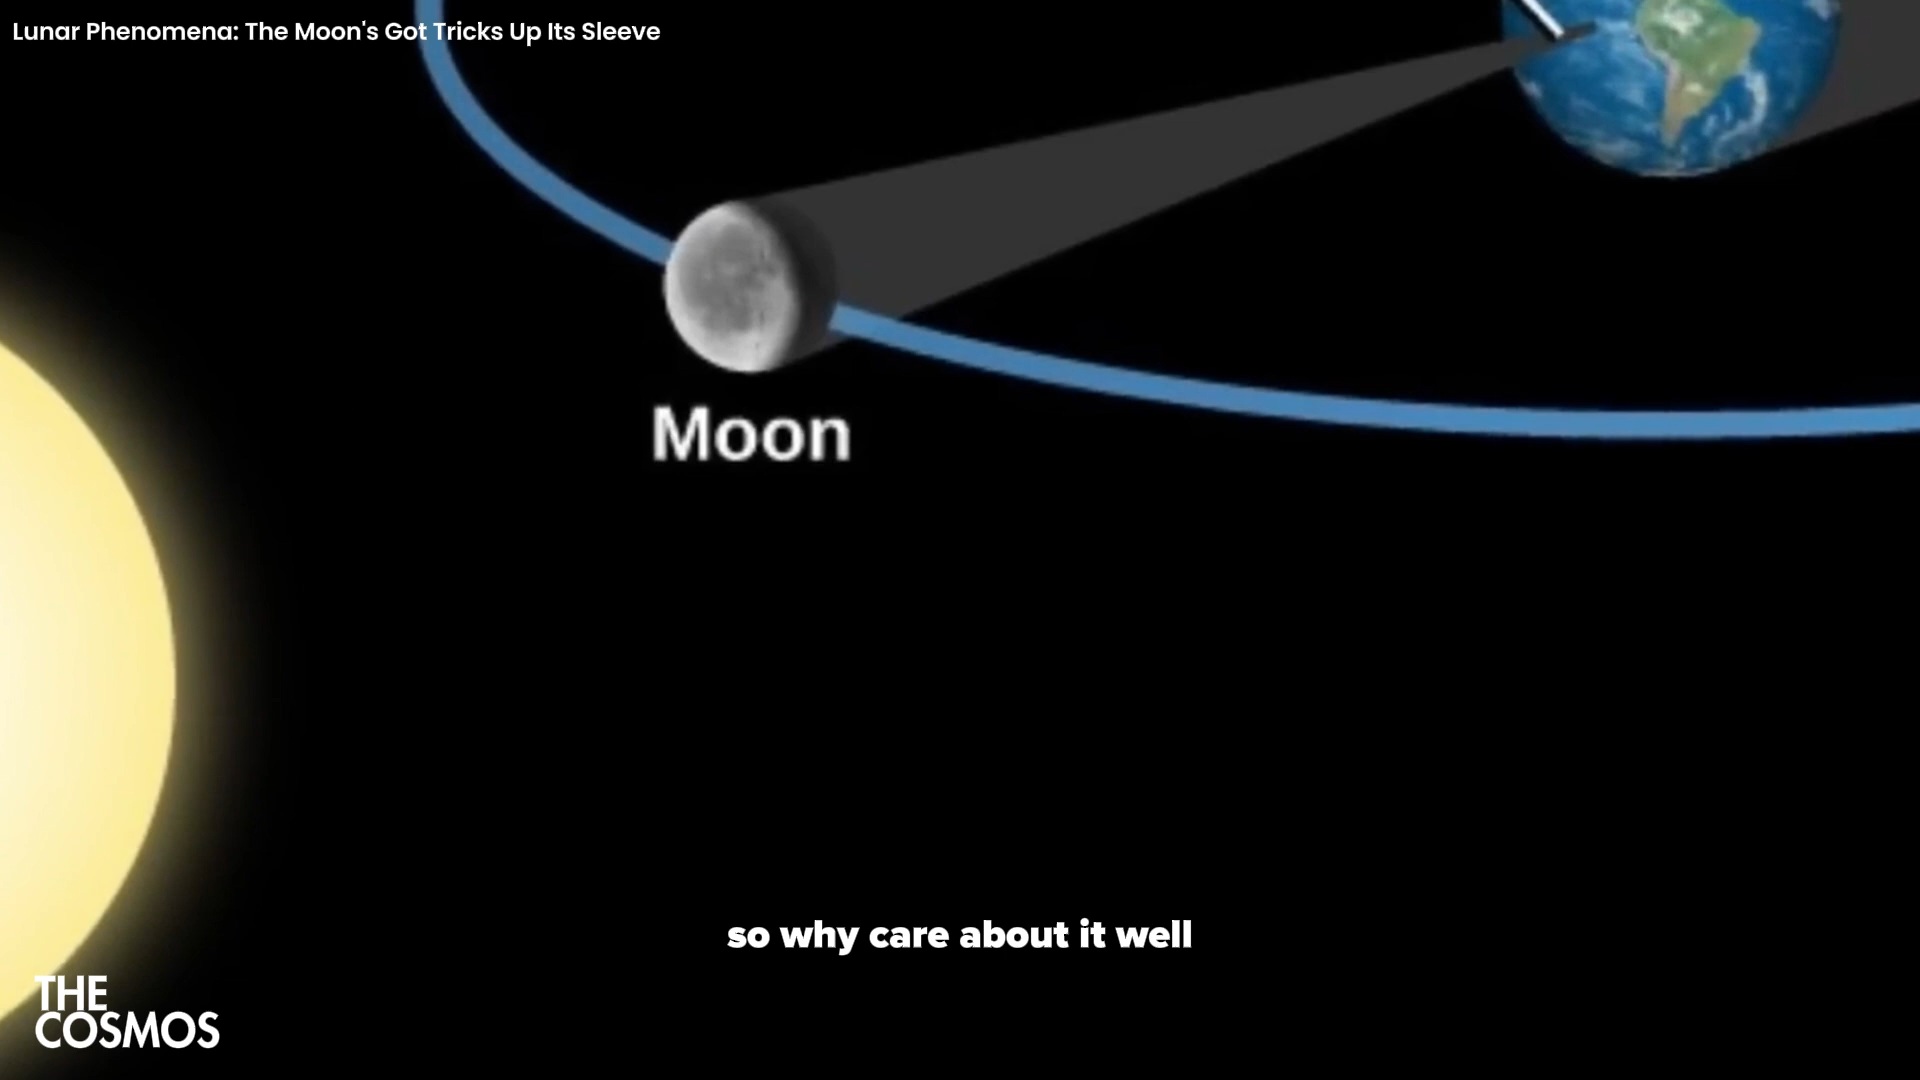 Lunar Phenomena: The Moon's Got Tricks Up Its Sleeve
Moon
so why care about it well
THE
COSMOS